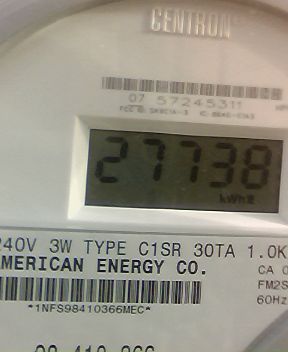 CENTRON
07 57245311
27738
kWh
240V 3W TYPE C1SR 30TA 1.0K
AMERICAN ENERGY CO.
CA 0
FM2S
60Hz
*1NFS98410366MEC*